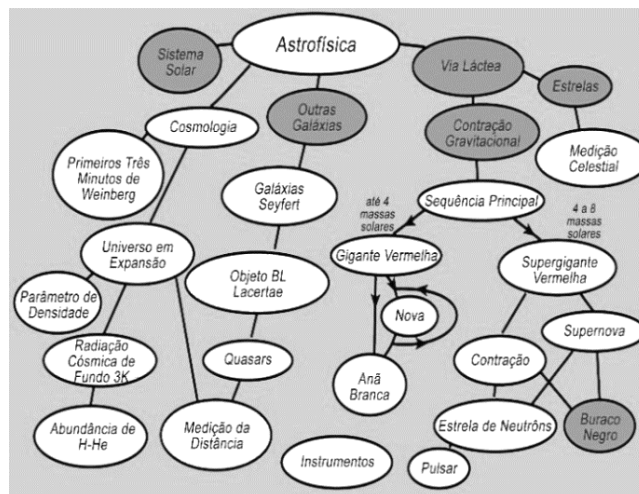 Astrofísica
Sistema
Solar
Via Láctea
Estrelas
Outras
Galáxias
Cosmologia
Contração
Gravitacional
Medição
Celestial
Primeiros Três
Minutos de
Weinberg
Galáxias
Seyfert
até 4
massas
solares
Sequência Principal
4 a 8
massas
solares
Universo em
Expansão
Gigante Vermelha
Supergigante
Vermelha
Objeto BL
Lacertae
Parâmetro de
Densidade
Nova
Supernova
Radiação
Cósmica de
Fundo 3K
Quasars
Contração
Anã
Branca
Abundância de
H-He
Medição da
Distância
Estrela de Neutrôns
Buraco
Negro
Instrumentos
Pulsar